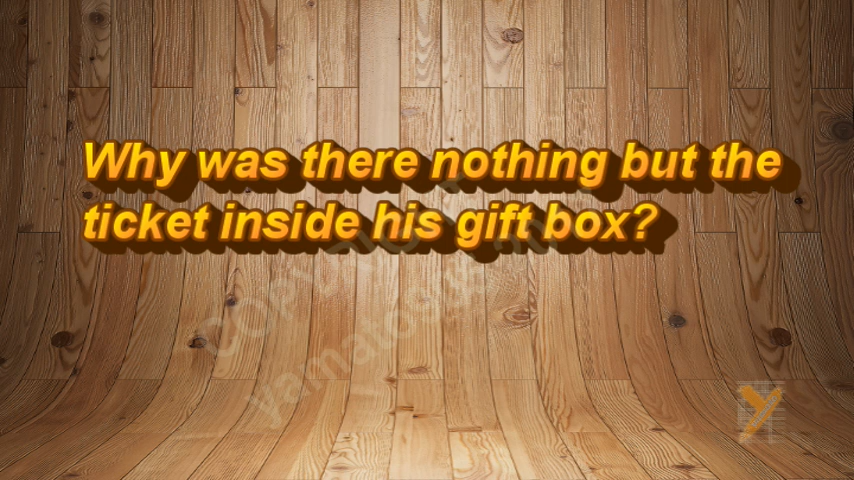 Why was there nothing but the
ticket inside his gift box?